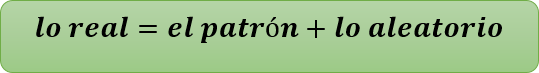 lo real = el patrón + lo aleatorio